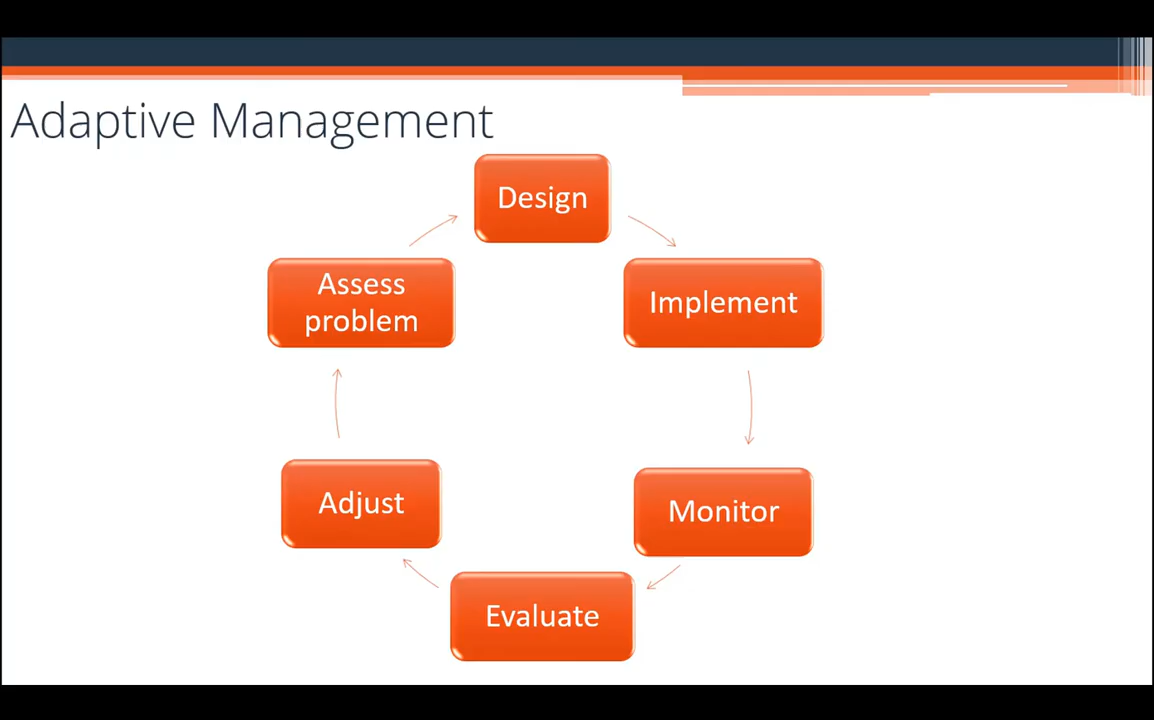 Adaptive Management
Design
Implement
Monitor
Evaluate
Adjust
Assess
problem